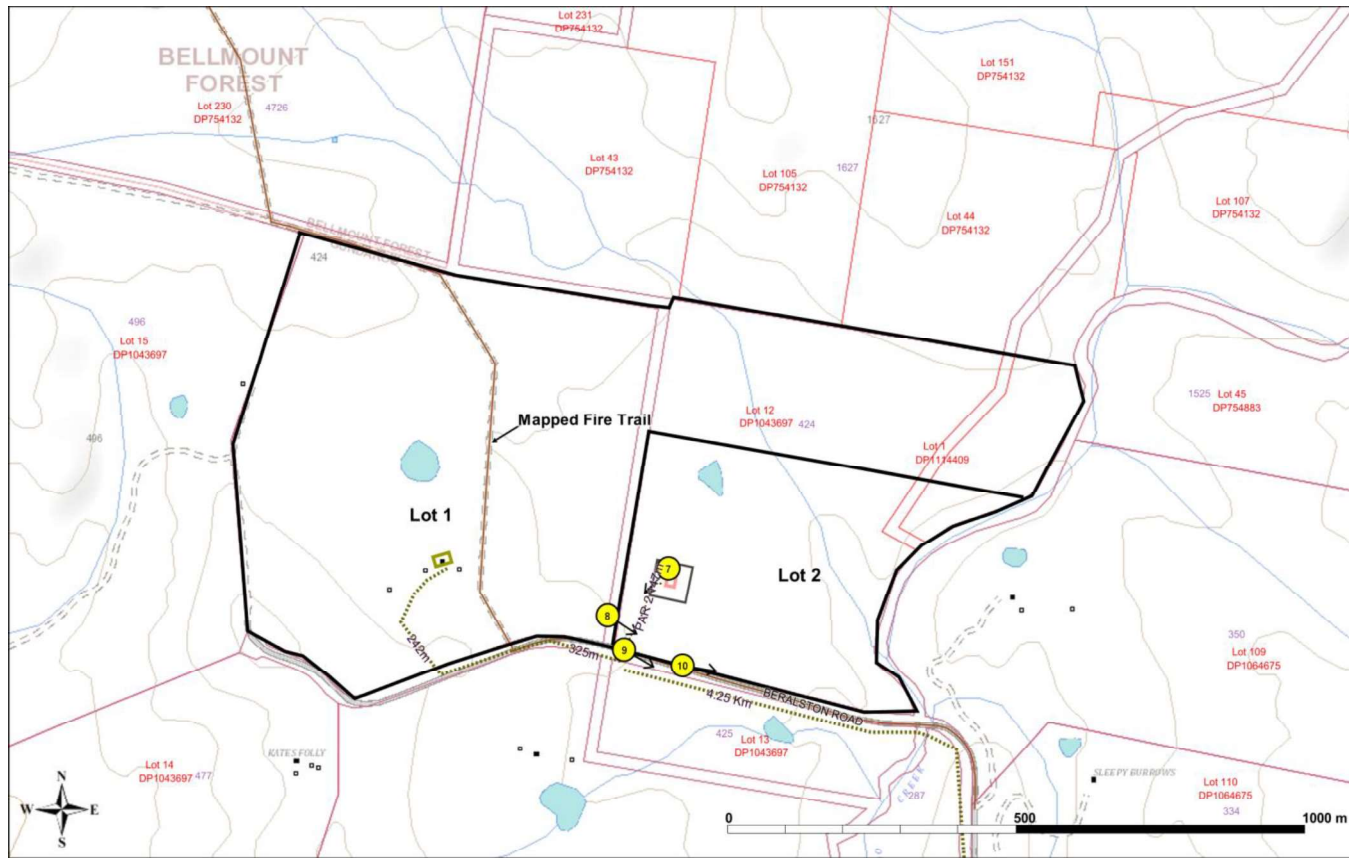 Lot 231
DP754132
BELLMOUNT
FOREST
Lot 230
DP754132
4726
Lot 151
DP754132
1627
Lot 43
DP754132
Lot 105
DP754132
1627
Lot 44
DP754132
Lot 107
DP754132
BELLMOUNT FOREST
424
496
Lot 15
DP1043697
496
Mapped Fire Trail
Lot 12
DP1043697
424
Lot 1
DP1114409
1525
Lot 45
DP754883
Lot 1
Lot 2
7
8
9
10
242m
325m
4.25 Km
BERALSTON ROAD
350
Lot 109
DP1064675
425
Lot 13
DP1043697
KATES FOLLY
Lot 14
DP1043697
477
CREEK
287
SLEEPY BURROWS
Lot 110
DP1064675
334
N
W
E
S
0
500
1000 m